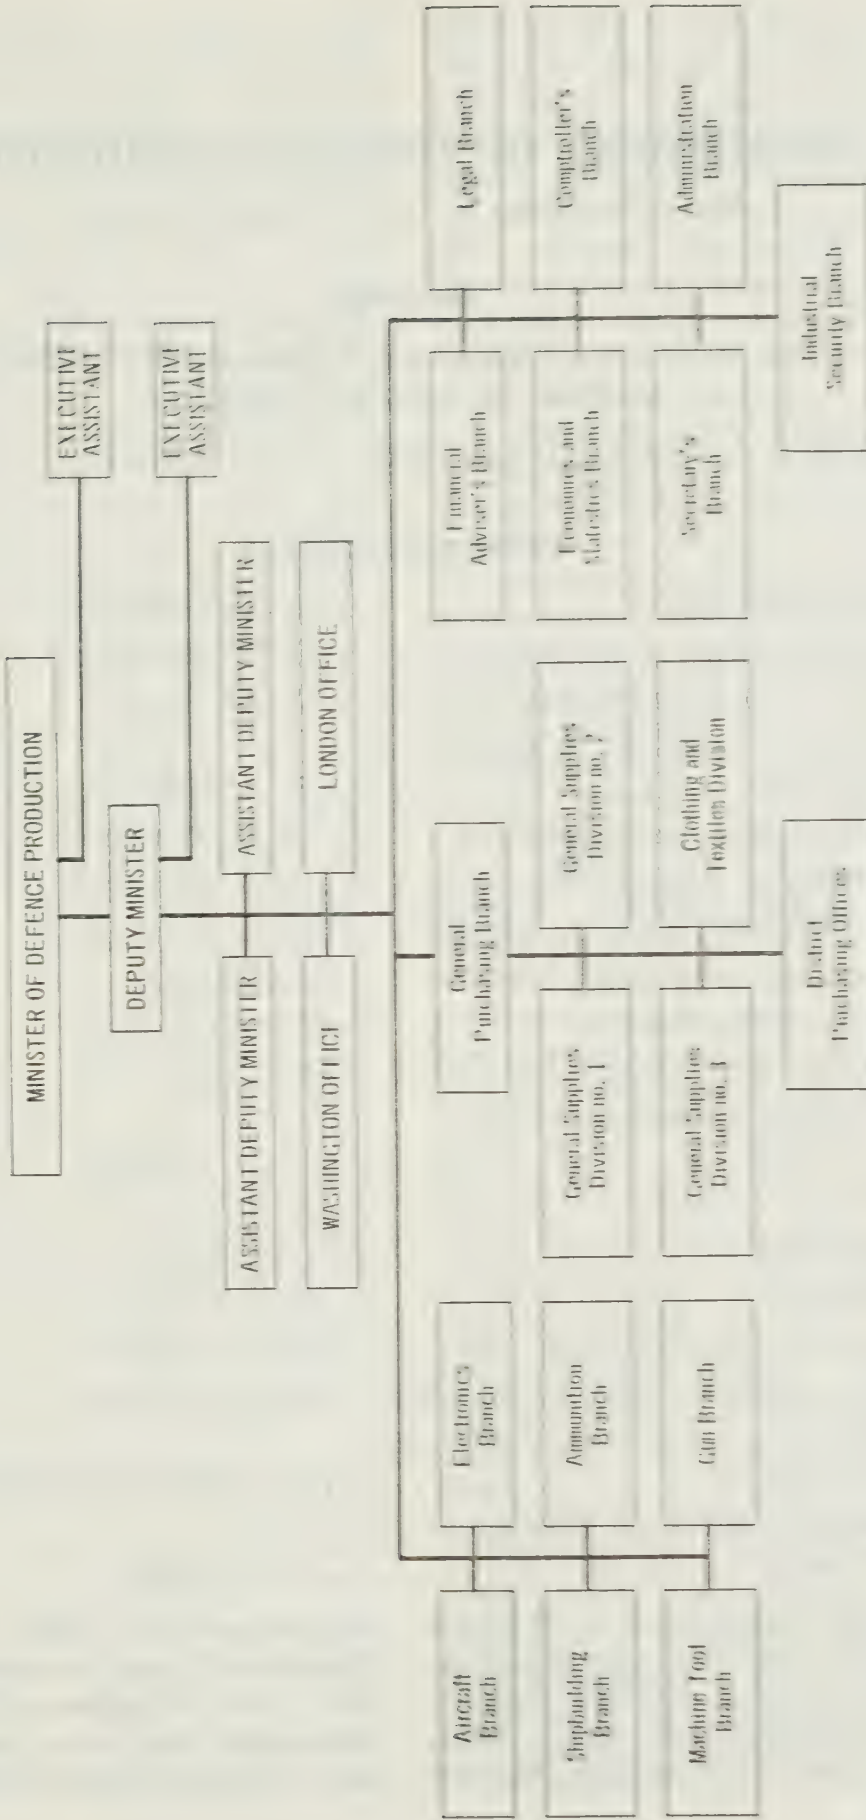 MINISTER OF DEFENCE PRODUCTION
EXECUTIVE
ASSISTANT
DEPUTY MINISTER
EXECUTIVE
ASSISTANT
ASSISTANT DEPUTY MINISTER
ASSISTANT DEPUTY MINISTER
WASHINGTON OFFICE
LONDON OFFICE
Aircraft
Branch
Electronics
Branch
Shipbuilding
Branch
Ammunition
Branch
Machine Tool
Branch
Gun Branch
General
Purchasing Branch
General Supplies
Division no. 1
General Supplies
Division no. 2
General Supplies
Division no. 3
Clothing and
Textiles Division
District
Purchasing Offices
Financial
Adviser's Branch
Legal Branch
Economics and
Statistics Branch
Comptroller's
Branch
Secretary's
Branch
Administration
Branch
Industrial
Security Branch